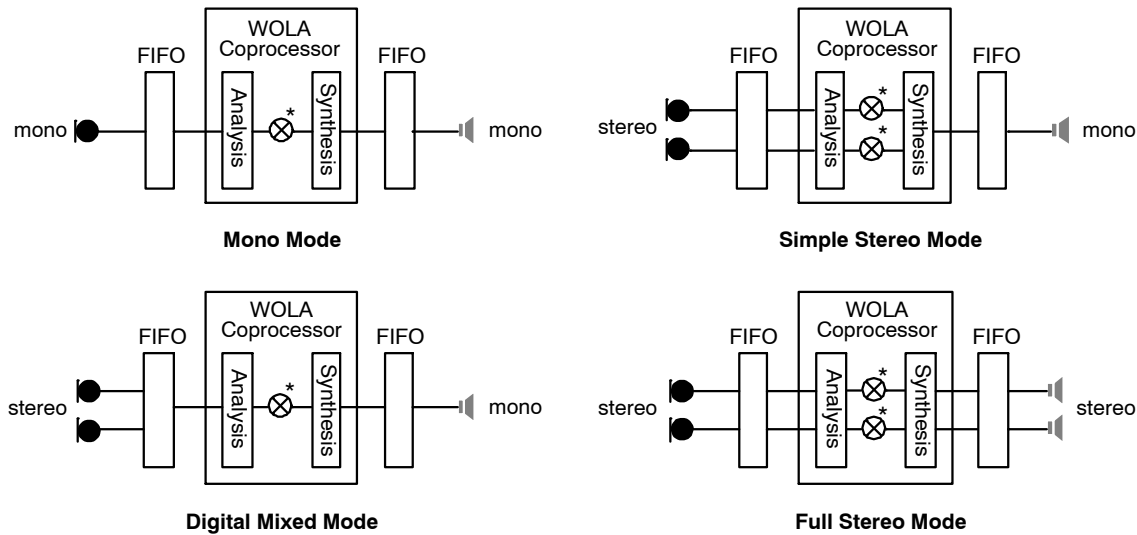 WOLA
Coprocessor
FIFO
FIFO
mono
Analysis
*
Synthesis
mono
Mono Mode
WOLA
Coprocessor
FIFO
FIFO
stereo
Analysis
*
*
Synthesis
mono
Simple Stereo Mode
WOLA
Coprocessor
FIFO
FIFO
stereo
Analysis
*
Synthesis
mono
Digital Mixed Mode
WOLA
Coprocessor
FIFO
FIFO
stereo
Analysis
*
*
Synthesis
stereo
Full Stereo Mode